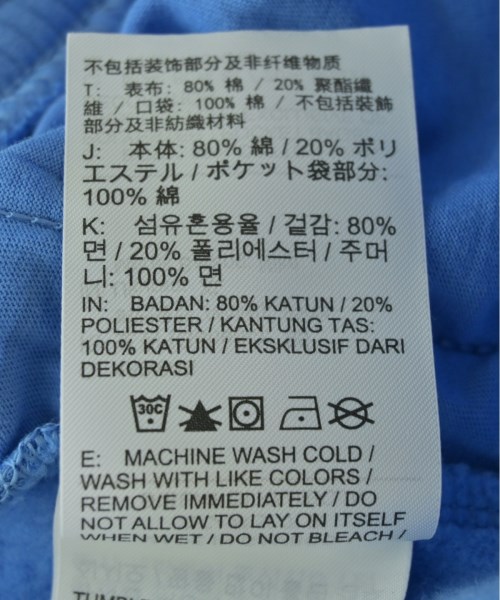 不包括装饰部分及非纤维物质
T: 表布: 80% 棉 / 20% 聚酯纖
維 / 口袋: 100% 棉 / 不包括裝飾
部分及非紡織材料
J: 本体: 80% 綿 / 20% ポリ
エステル / ポケット袋部分:
100% 綿
K: 섬유혼용율 / 겉감: 80%
면 / 20% 폴리에스터 / 주머
니: 100% 면
IN: BADAN: 80% KATUN / 20%
POLIESTER / KANTUNG TAS:
100% KATUN / EKSKLUSIF DARI
DEKORASI
30C
E: MACHINE WASH COLD /
WASH WITH LIKE COLORS /
REMOVE IMMEDIATELY / DO
NOT ALLOW TO LAY ON ITSELF
WHEN WET / DO NOT BLEACH /